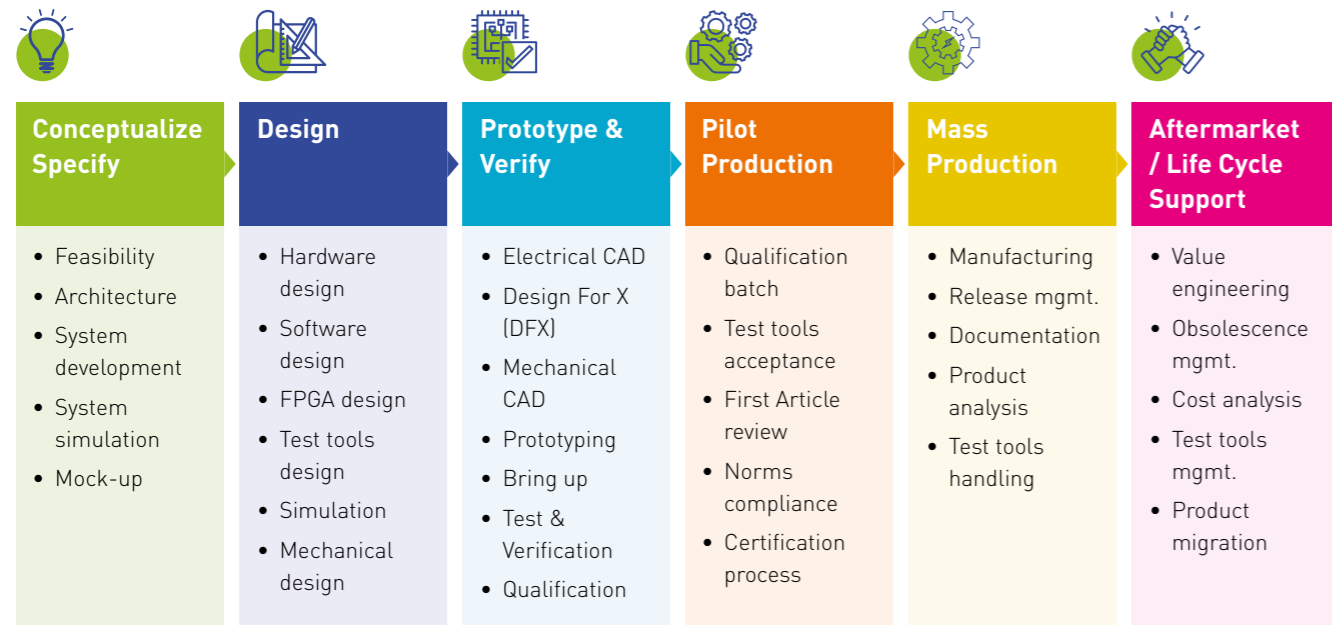 Conceptualize
Specify
• Feasibility
• Architecture
• System
development
• System
simulation
• Mock-up
Design
• Hardware
design
• Software
design
• FPGA design
• Test tools
design
• Simulation
• Mechanical
design
Prototype &
Verify
• Electrical CAD
• Design For X
(DFX)
• Mechanical
CAD
• Prototyping
• Bring up
• Test &
Verification
• Qualification
Pilot
Production
• Qualification
batch
• Test tools
acceptance
• First Article
review
• Norms
compliance
• Certification
process
Mass
Production
• Manufacturing
• Release mgmt.
• Documentation
• Product
analysis
• Test tools
handling
Aftermarket
/ Life Cycle
Support
• Value
engineering
• Obsolescence
mgmt.
• Cost analysis
• Test tools
mgmt.
• Product
migration